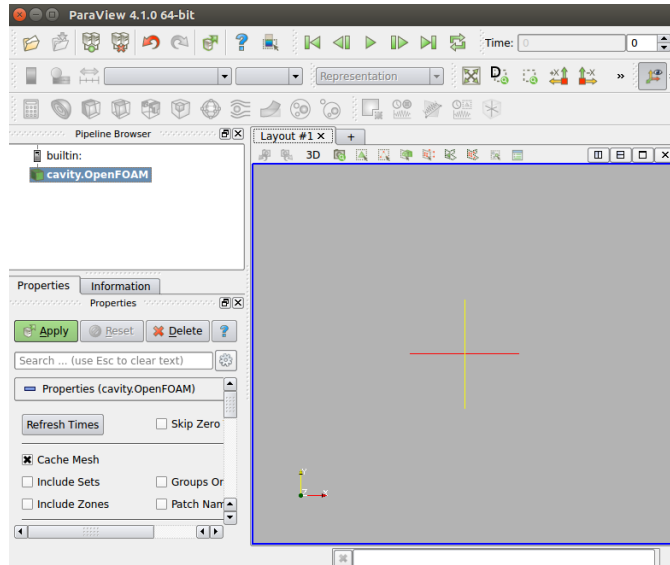 ParaView 4.1.0 64-bit
Time: 0 0
Representation
»
Pipeline Browser
Layout #1 +
builtin:
3D
cavity.OpenFOAM
Properties Information
Properties
Apply Reset Delete ?
Search ... (use Esc to clear text)
Properties (cavity.OpenFOAM)
Refresh Times Skip Zero
Cache Mesh
Include Sets Groups Or
Include Zones Patch Nam
Y
Z X